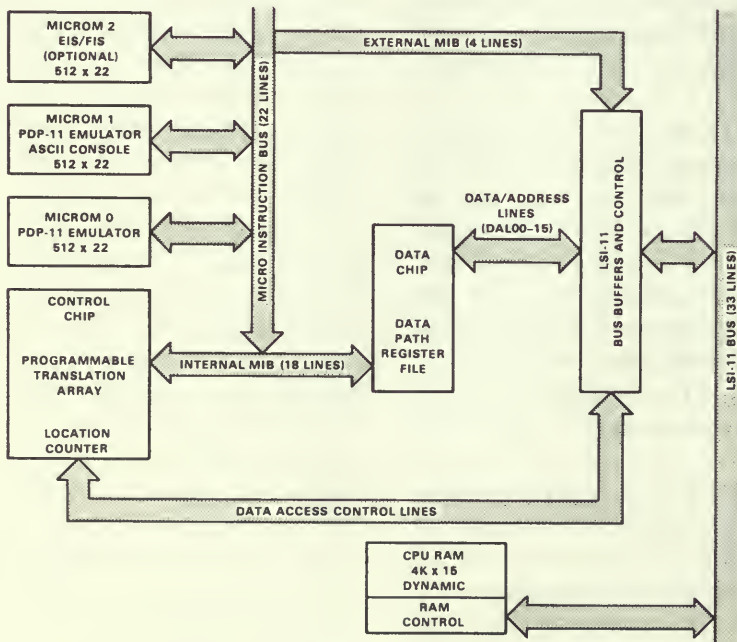 MICROM 2
EIS/FIS
(OPTIONAL)
512 x 22
EXTERNAL MIB (4 LINES)
MICROM 1
PDP-11 EMULATOR
ASCII CONSOLE
512 x 22
MICROM 0
PDP-11 EMULATOR
512 x 22
MICRO INSTRUCTION BUS (22 LINES)
DATA/ADDRESS
LINES
(DAL00-15)
DATA
CHIP
DATA
PATH
REGISTER
FILE
LSI-11
BUS BUFFERS AND CONTROL
LSI-11 BUS (33 LINES)
CONTROL
CHIP
PROGRAMMABLE
TRANSLATION
ARRAY
LOCATION
COUNTER
INTERNAL MIB (18 LINES)
DATA ACCESS CONTROL LINES
CPU RAM
4K x 15
DYNAMIC
RAM
CONTROL